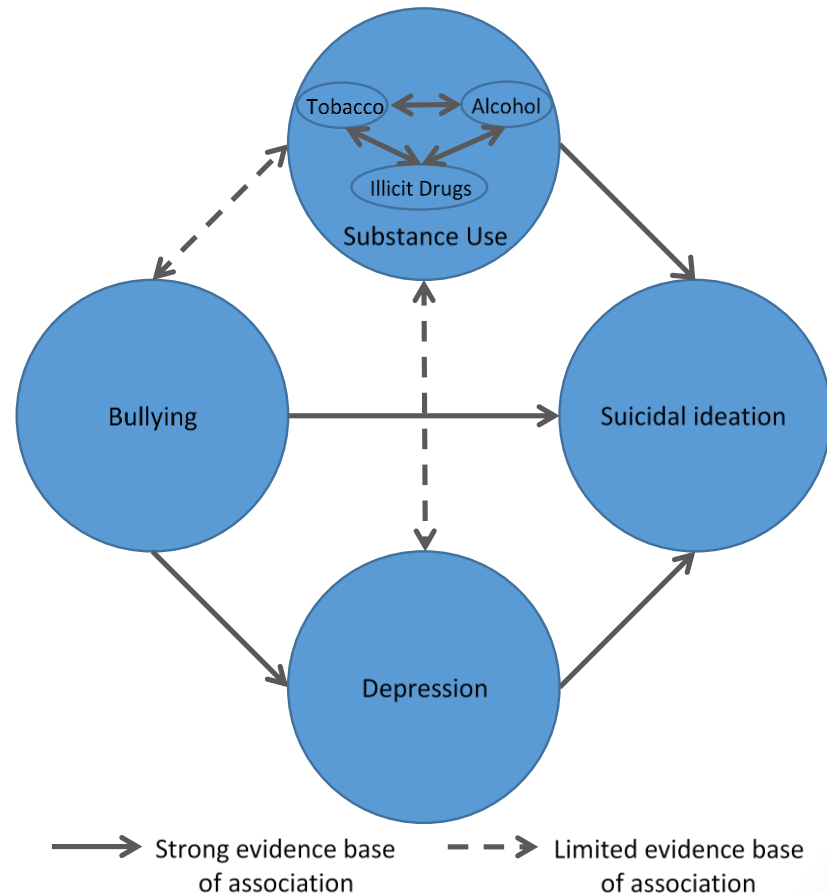 Tobacco
Alcohol
Illicit Drugs
Substance Use
Bullying
Suicidal ideation
Depression
Strong evidence base
of association
Limited evidence base
of association